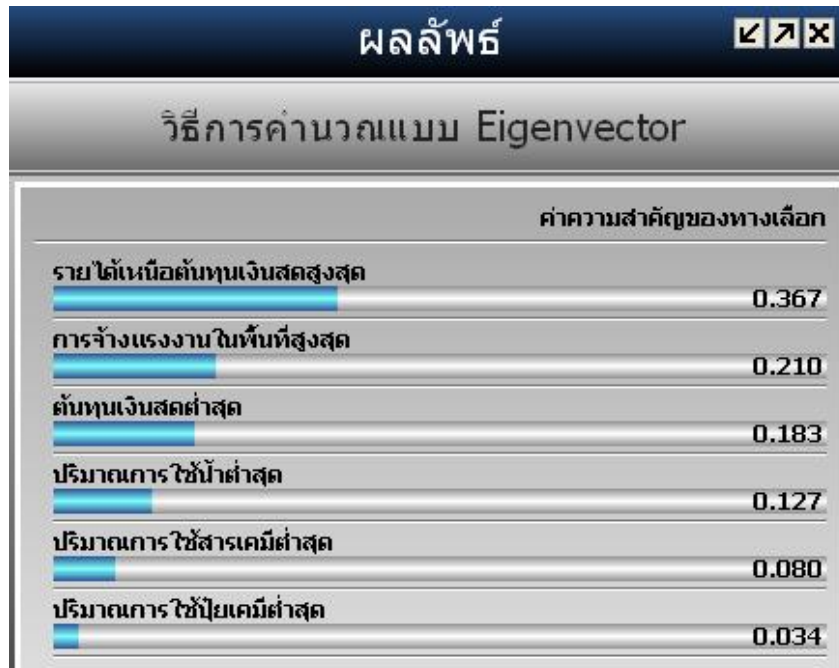 ผลลัพธ์
วิธีการคำนวณแบบ Eigenvector
ค่าความสำคัญของทางเลือก
รายได้เหนือต้นทุนเงินสดสูงสุด
0.367
การจ้างแรงงานในพื้นที่สูงสุด
0.210
ต้นทุนเงินสดต่ำสุด
0.183
ปริมาณการใช้น้ำต่ำสุด
0.127
ปริมาณการใช้สารเคมีต่ำสุด
0.080
ปริมาณการใช้ปุ๋ยเคมีต่ำสุด
0.034